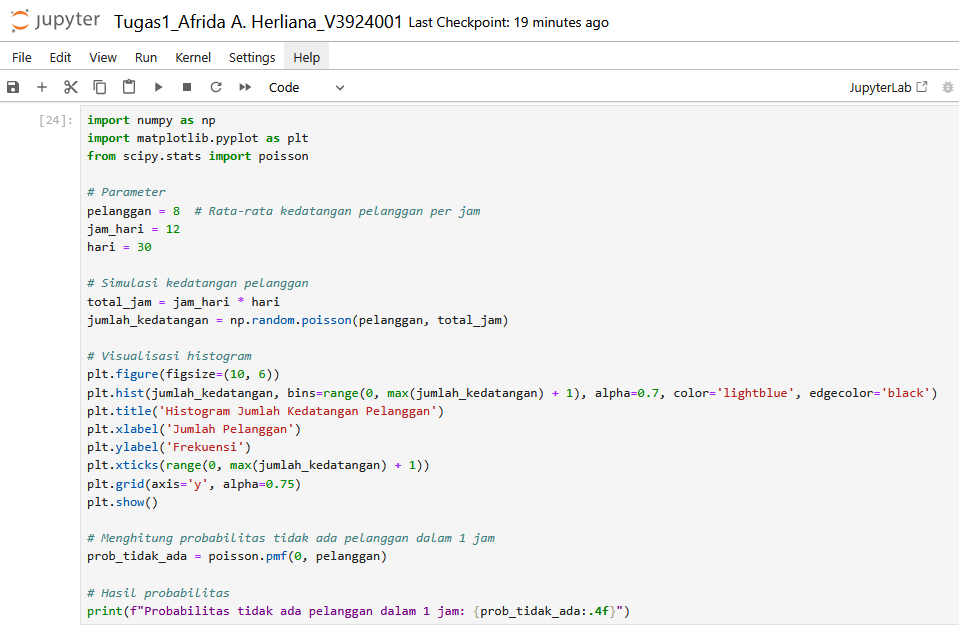 jupyter Tugas1_Afrida A. Herliana_V3924001 Last Checkpoint: 19 minutes ago
File Edit View Run Kernel Settings Help
Code JupyterLab
[24]:
import numpy as np
import matplotlib.pyplot as plt
from scipy.stats import poisson
# Parameter
pelanggan = 8  # Rata-rata kedatangan pelanggan per jam
jam_hari = 12
hari = 30
# Simulasi kedatangan pelanggan
total_jam = jam_hari * hari
jumlah_kedatangan = np.random.poisson(pelanggan, total_jam)
# Visualisasi histogram
plt.figure(figsize=(10, 6))
plt.hist(jumlah_kedatangan, bins=range(0, max(jumlah_kedatangan) + 1), alpha=0.7, color='lightblue', edgecolor='black')
plt.title('Histogram Jumlah Kedatangan Pelanggan')
plt.xlabel('Jumlah Pelanggan')
plt.ylabel('Frekuensi')
plt.xticks(range(0, max(jumlah_kedatangan) + 1))
plt.grid(axis='y', alpha=0.75)
plt.show()
# Menghitung probabilitas tidak ada pelanggan dalam 1 jam
prob_tidak_ada = poisson.pmf(0, pelanggan)
# Hasil probabilitas
print(f"Probabilitas tidak ada pelanggan dalam 1 jam: {prob_tidak_ada:.4f}")